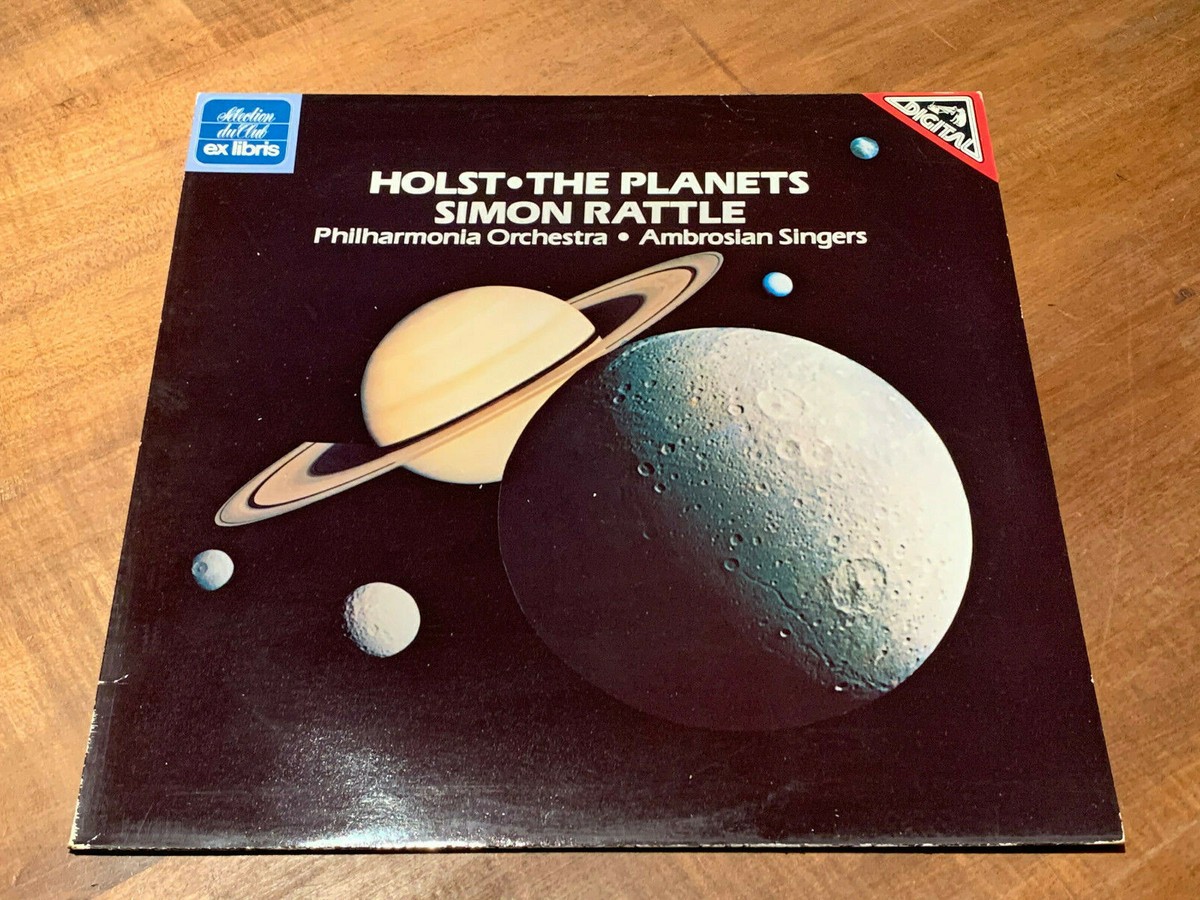 Sélection
du Club
ex libris
DIGITAL
HOLST•THE PLANETS
SIMON RATTLE
Philharmonia Orchestra • Ambrosian Singers